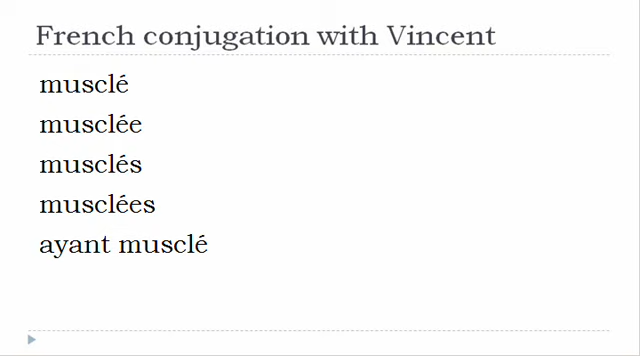 French conjugation with Vincent
musclé
musclée
musclés
musclées
ayant musclé